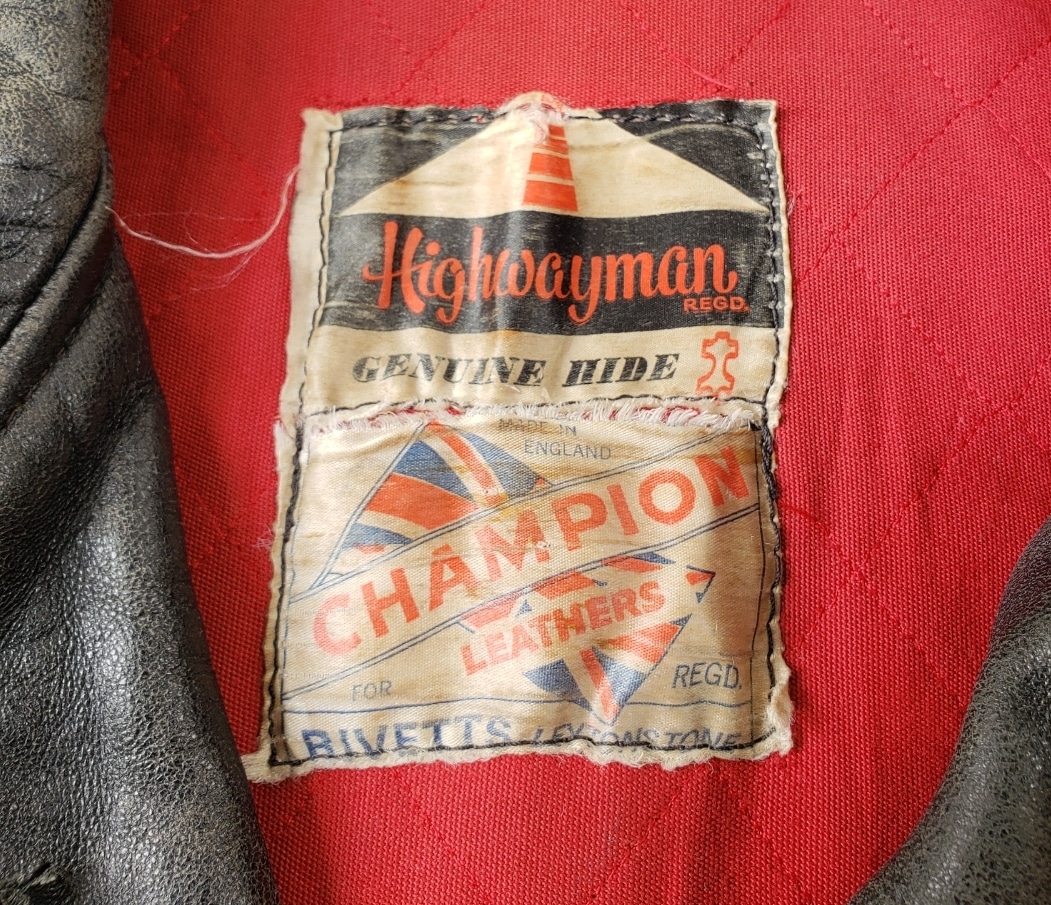 Highwayman
REGD.
GENUINE HIDE
MADE IN
ENGLAND
CHAMPION
LEATHERS
FOR
REGD.
RIVETTS LEYTONSTONE